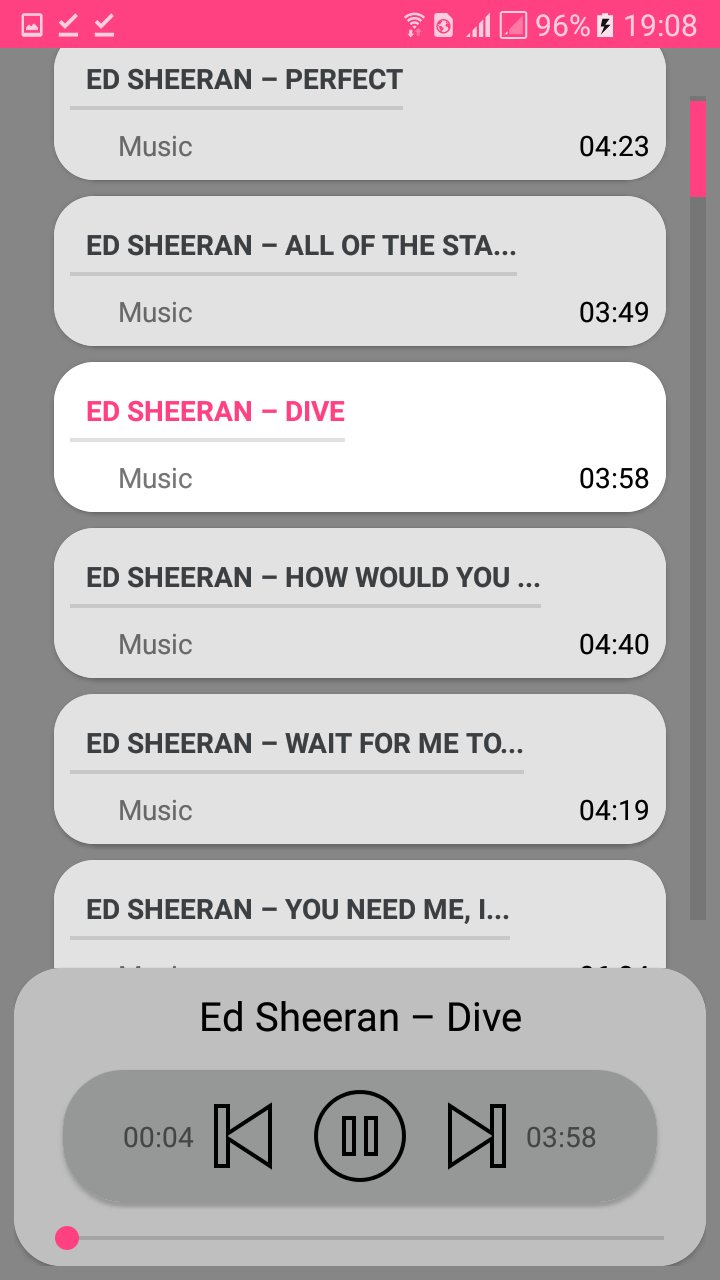 96% 19:08
ED SHEERAN – PERFECT
Music 04:23
ED SHEERAN – ALL OF THE STA...
Music 03:49
ED SHEERAN – DIVE
Music 03:58
ED SHEERAN – HOW WOULD YOU ...
Music 04:40
ED SHEERAN – WAIT FOR ME TO...
Music 04:19
ED SHEERAN – YOU NEED ME, I...
Ed Sheeran – Dive
00:04 03:58